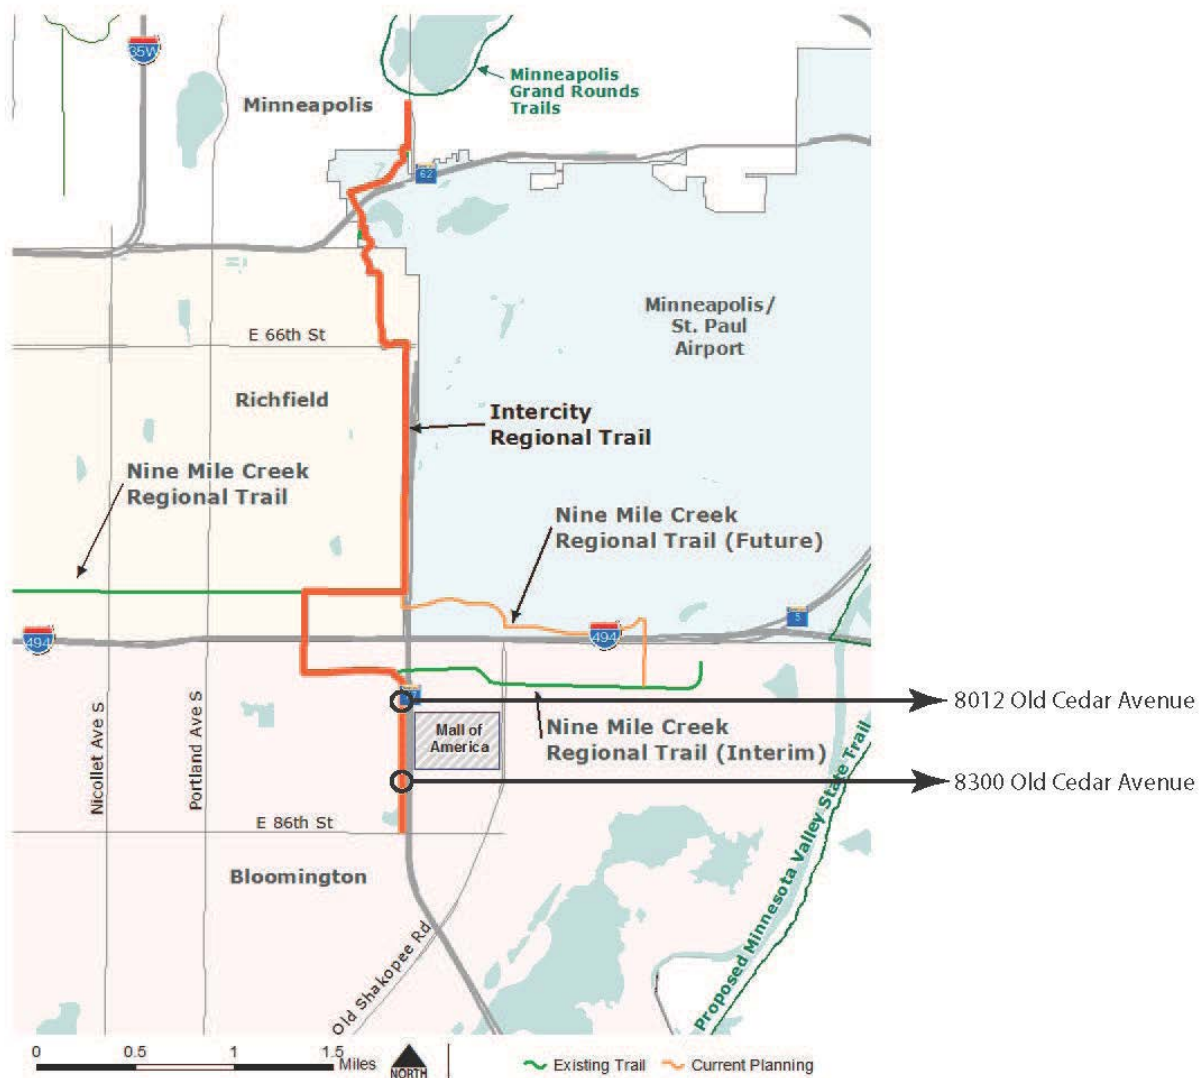 35W
Minneapolis
Grand Rounds
Trails
Minneapolis
62
Minneapolis/
St. Paul
Airport
E 66th St
Richfield
Intercity
Regional Trail
Nine Mile Creek
Regional Trail
Nine Mile Creek
Regional Trail (Future)
5
494
494
8012 Old Cedar Avenue
Mall of
America
Nine Mile Creek
Regional Trail (Interim)
Nicollet Ave S
Portland Ave S
8300 Old Cedar Avenue
E 86th St
Bloomington
Old Shakopee Rd
Proposed Minnesota Valley State Trail
0 0.5 1 1.5 Miles
NORTH
Existing Trail
Current Planning